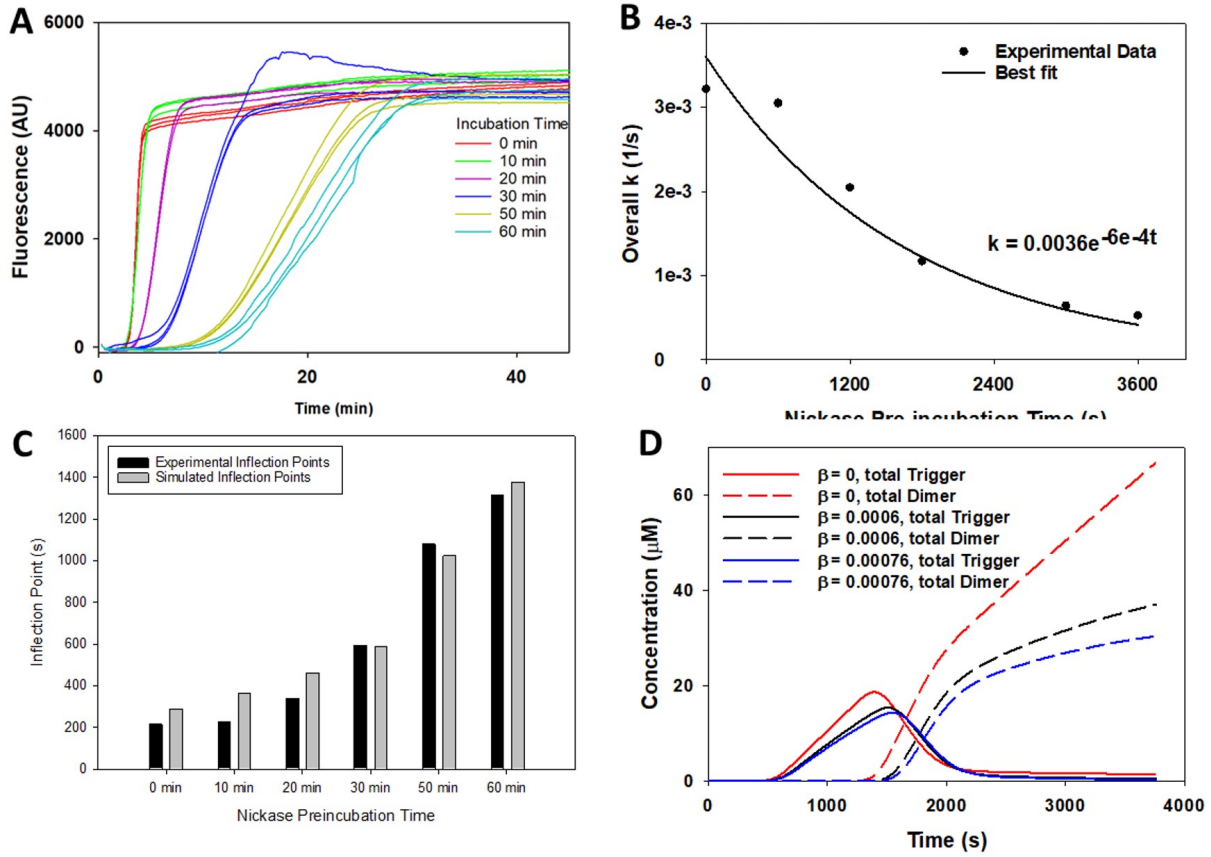 A
6000
4000
2000
0
Fluorescence (AU)
Incubation Time
0 min
10 min
20 min
30 min
50 min
60 min
0 20 40
Time (min)
B
4e-3
3e-3
2e-3
1e-3
0
Overall k (1/s)
Experimental Data
Best fit
k = 0.0036e-6e-4t
0 1200 2400 3600
Nickase Pre-incubation Time (s)
C
1600
1400
1200
1000
800
600
400
200
0
Inflection Point (s)
Experimental Inflection Points
Simulated Inflection Points
0 min 10 min 20 min 30 min 50 min 60 min
Nickase Preincubation Time
D
60
40
20
0
Concentration (μM)
β = 0, total Trigger
β = 0, total Dimer
β = 0.0006, total Trigger
β = 0.0006, total Dimer
β = 0.00076, total Trigger
β = 0.00076, total Dimer
0 1000 2000 3000 4000
Time (s)